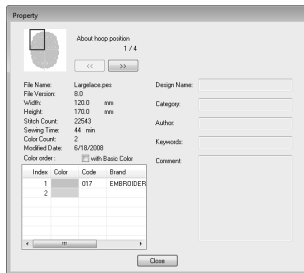 Property
About hoop position
1 / 4
<< >>
File Name: Largelace.pes
File Version: 8.0
Width: 120.0 mm
Height: 170.0 mm
Stitch Count: 22543
Sewing Time: 44 min
Color Count: 2
Modified Date: 6/18/2008
Color order : with Basic Color
Index Color Code Brand
1 017 EMBROIDER
2
Design Name:
Category:
Author:
Keywords:
Comment:
Close